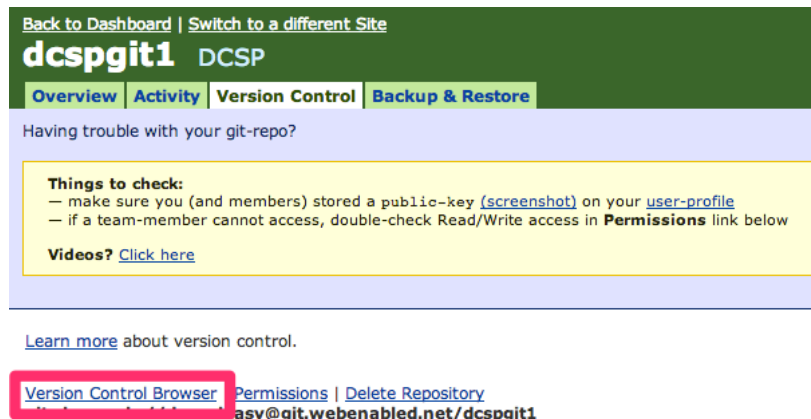 Back to Dashboard | Switch to a different Site
dcspgit1 DCSP
Overview Activity Version Control Backup & Restore
Having trouble with your git-repo?
Things to check:
— make sure you (and members) stored a public-key (screenshot) on your user-profile
— if a team-member cannot access, double-check Read/Write access in Permissions link below
Videos? Click here
Learn more about version control.
Version Control Browser Permissions | Delete Repository
asy@git.webenabled.net/dcspgit1